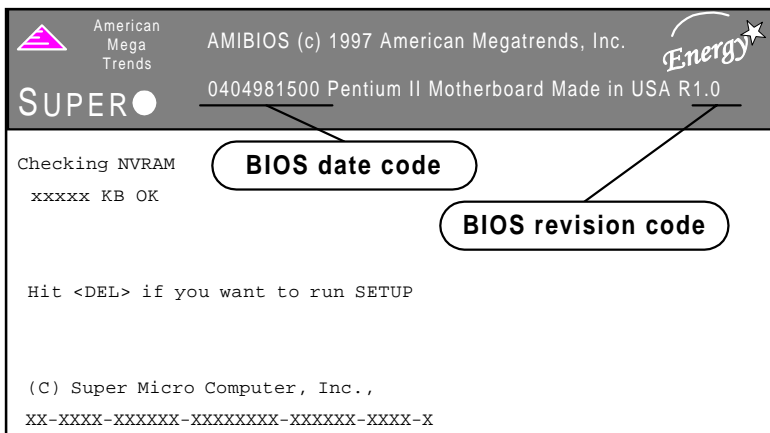 American
Mega
Trends
AMIBIOS (c) 1997 American Megatrends, Inc.
Energy
SUPER
0404981500 Pentium II Motherboard Made in USA R1.0
Checking NVRAM
BIOS date code
xxxxx KB OK
BIOS revision code
Hit <DEL> if you want to run SETUP
(C) Super Micro Computer, Inc.,
XX-XXXX-XXXXXX-XXXXXXXX-XXXXXX-XXXX-X